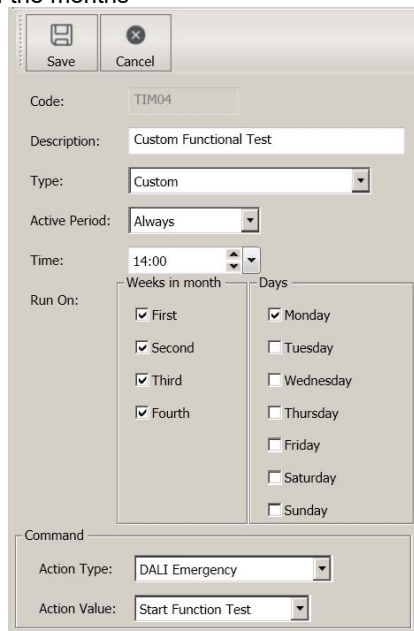 the months
Save Cancel
Code: TIM04
Description: Custom Functional Test
Type: Custom
Active Period: Always
Time: 14:00
Run On:
Weeks in month Days
First Monday
Second Tuesday
Third Wednesday
Fourth Thursday
Friday
Saturday
Sunday
Command
Action Type: DALI Emergency
Action Value: Start Function Test